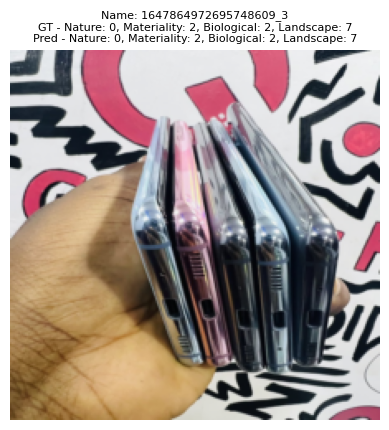 Name: 1647864972695748609_3
GT - Nature: 0, Materiality: 2, Biological: 2, Landscape: 7
Pred - Nature: 0, Materiality: 2, Biological: 2, Landscape: 7